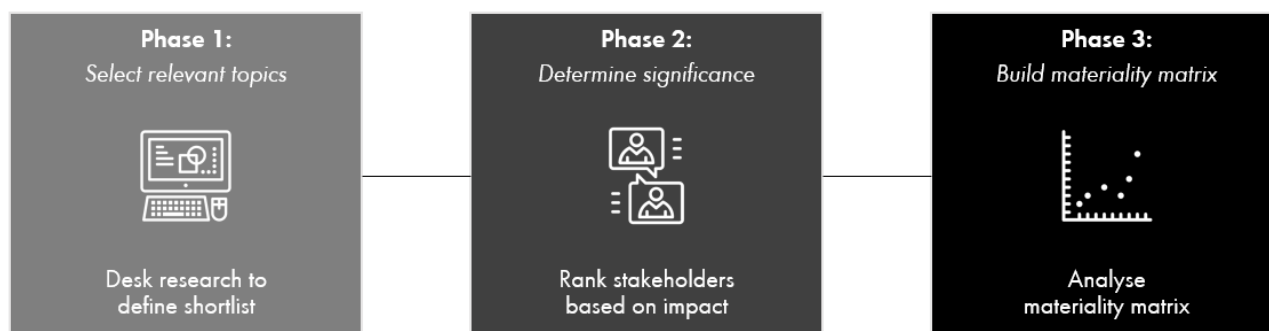 Phase 1:
Select relevant topics
Desk research to
define shortlist
Phase 2:
Determine significance
Rank stakeholders
based on impact
Phase 3:
Build materiality matrix
Analyse
materiality matrix